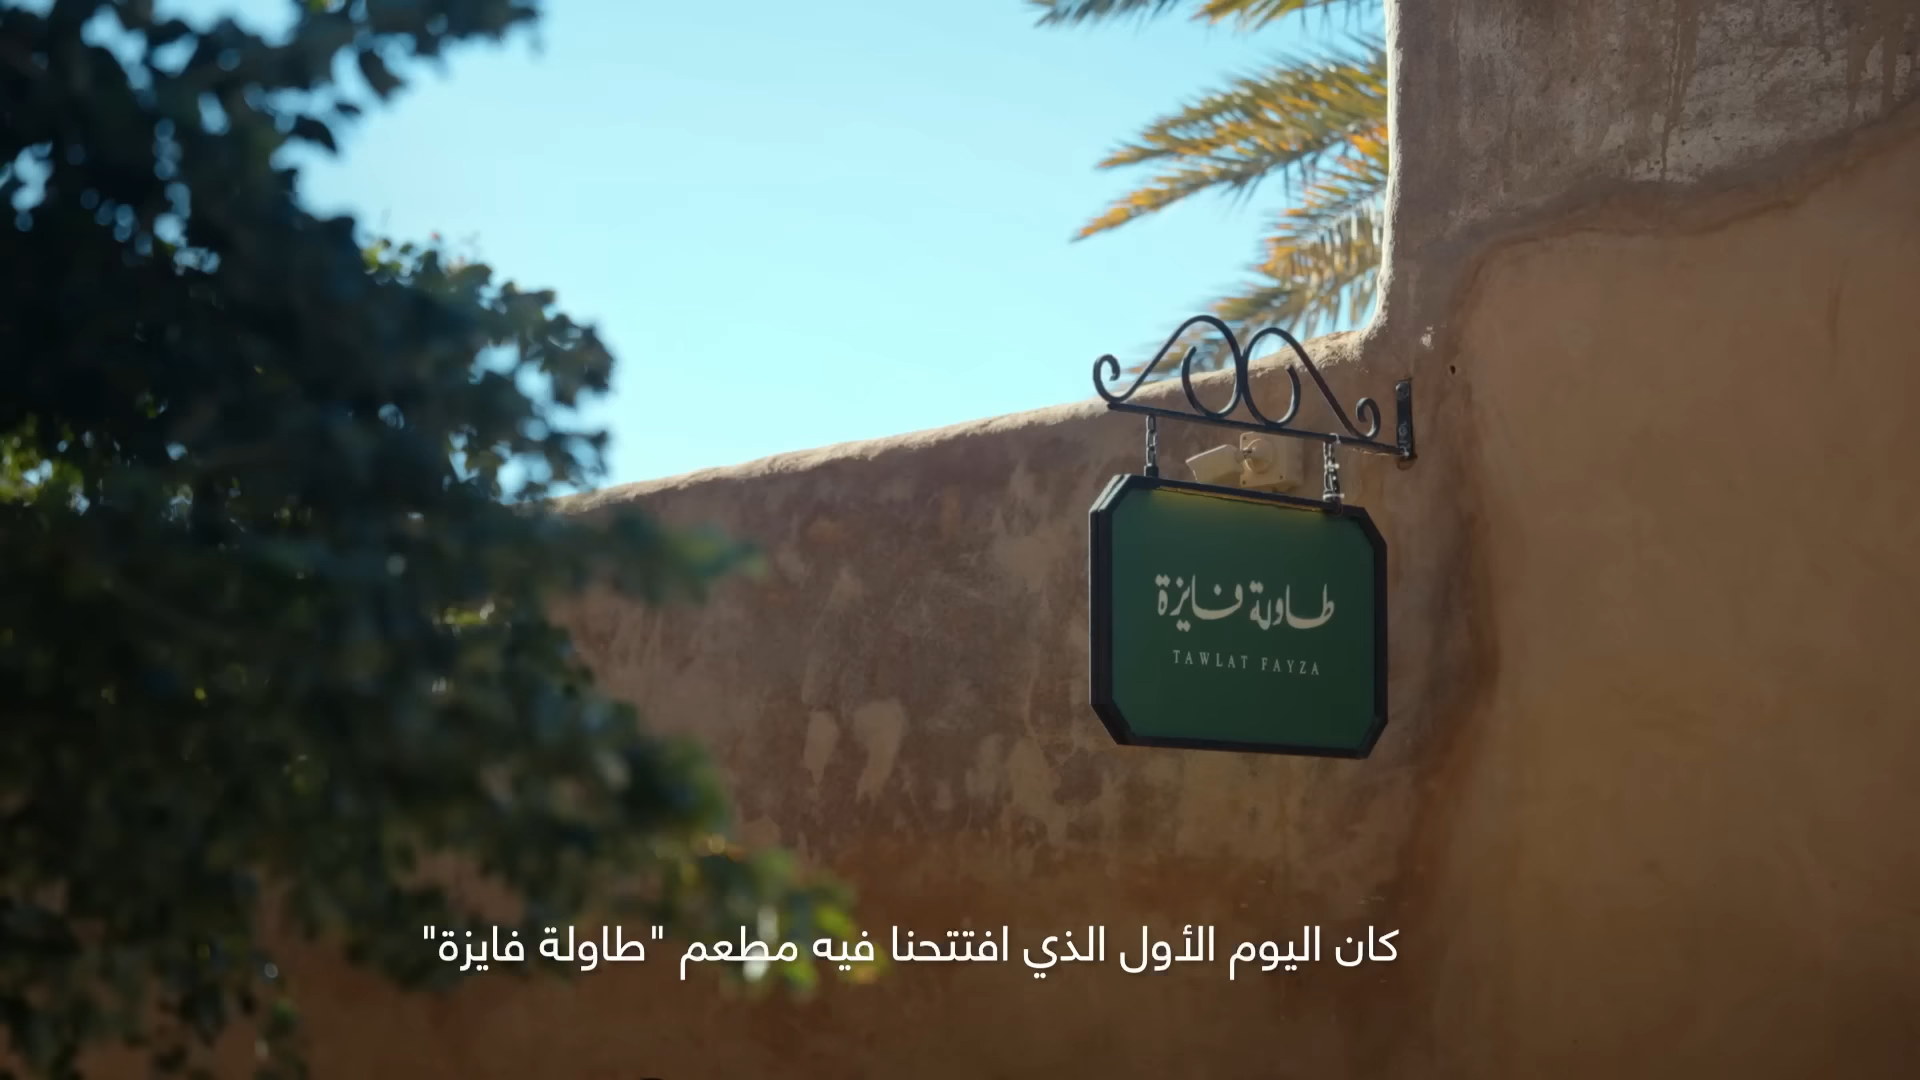 طاولة فايزة
TAWLAT FAYZA
كان اليوم الأول الذي افتتحنا فيه مطعم "طاولة فايزة"